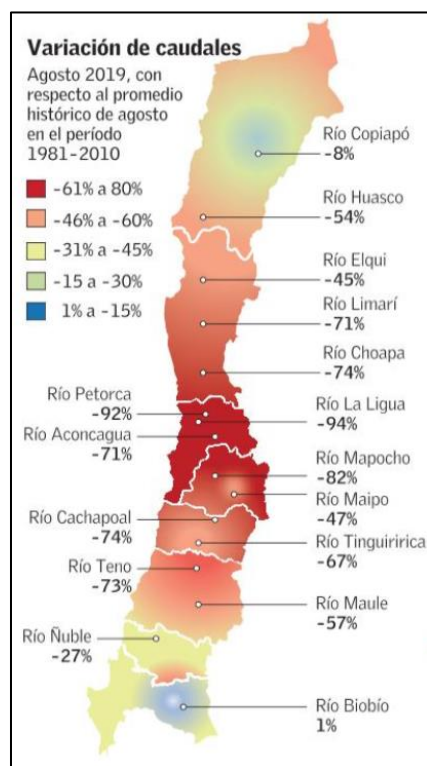 Variación de caudales
Agosto 2019, con
respecto al promedio
histórico de agosto
en el período
1981-2010
-61% a 80%
-46% a -60%
-31% a -45%
-15 a -30%
1% a -15%
Río Copiapó
-8%
Río Huasco
-54%
Río Elqui
-45%
Río Limarí
-71%
Río Choapa
-74%
Río Petorca
-92%
Río La Ligua
-94%
Río Aconcagua
-71%
Río Mapocho
-82%
Río Maipo
-47%
Río Cachapoal
-74%
Río Tinguiririca
-67%
Río Teno
-73%
Río Maule
-57%
Río Ñuble
-27%
Río Biobío
1%